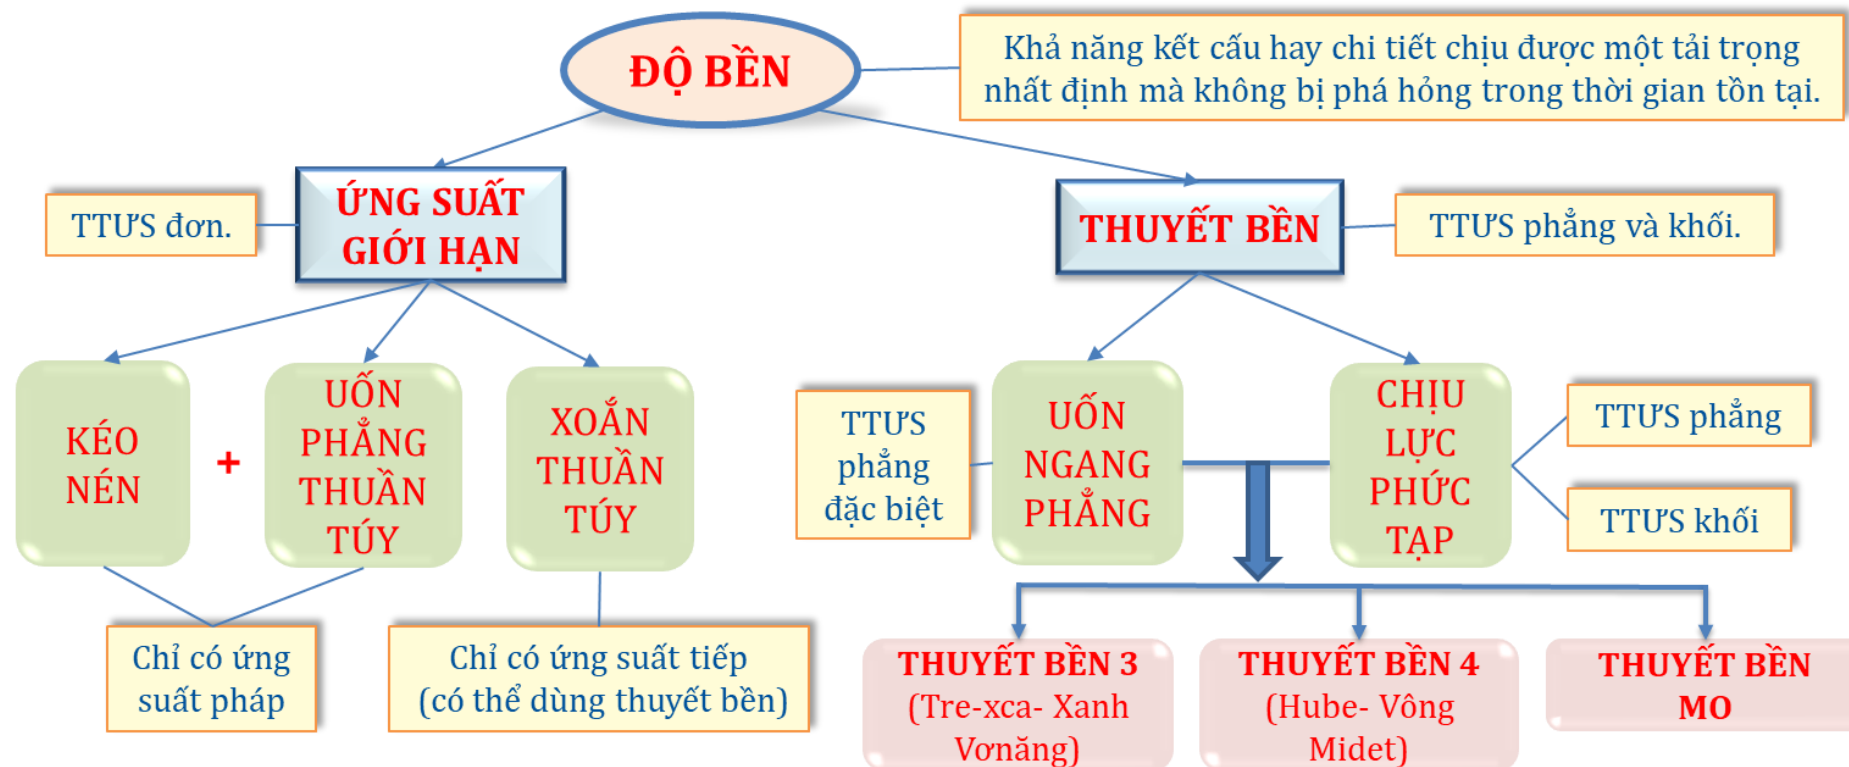 ĐỘ BỀN
Khả năng kết cấu hay chi tiết chịu được một tải trọng
nhất định mà không bị phá hỏng trong thời gian tồn tại.
TTƯS đơn.
ỨNG SUẤT
GIỚI HẠN
THUYẾT BỀN
TTƯS phẳng và khối.
KÉO
NÉN
+
UỐN
PHẲNG
THUẦN
TÚY
XOẮN
THUẦN
TÚY
TTƯS
phẳng
đặc biệt
UỐN
NGANG
PHẲNG
CHỊU
LỰC
PHỨC
TẠP
TTƯS phẳng
TTƯS khối
Chỉ có ứng
suất pháp
Chỉ có ứng suất tiếp
(có thể dùng thuyết bền)
THUYẾT BỀN 3
(Tre-xca- Xanh
Vơnăng)
THUYẾT BỀN 4
(Hube- Vông
Midet)
THUYẾT BỀN
MO